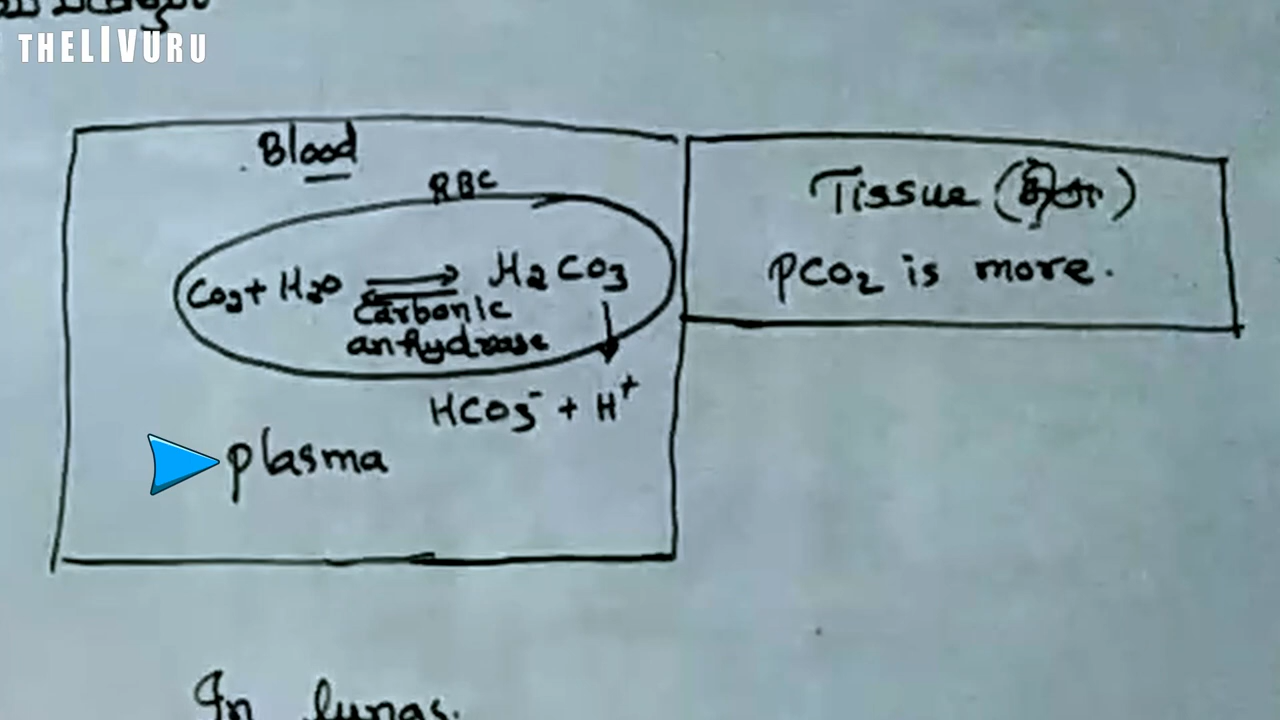 THELIVURU
Blood
RBC
CO2 + H2O ⇌ H2CO3
Carbonic
anhydrase
↓
HCO3- + H+
plasma
Tissue
PCO2 is more.
In lungs.